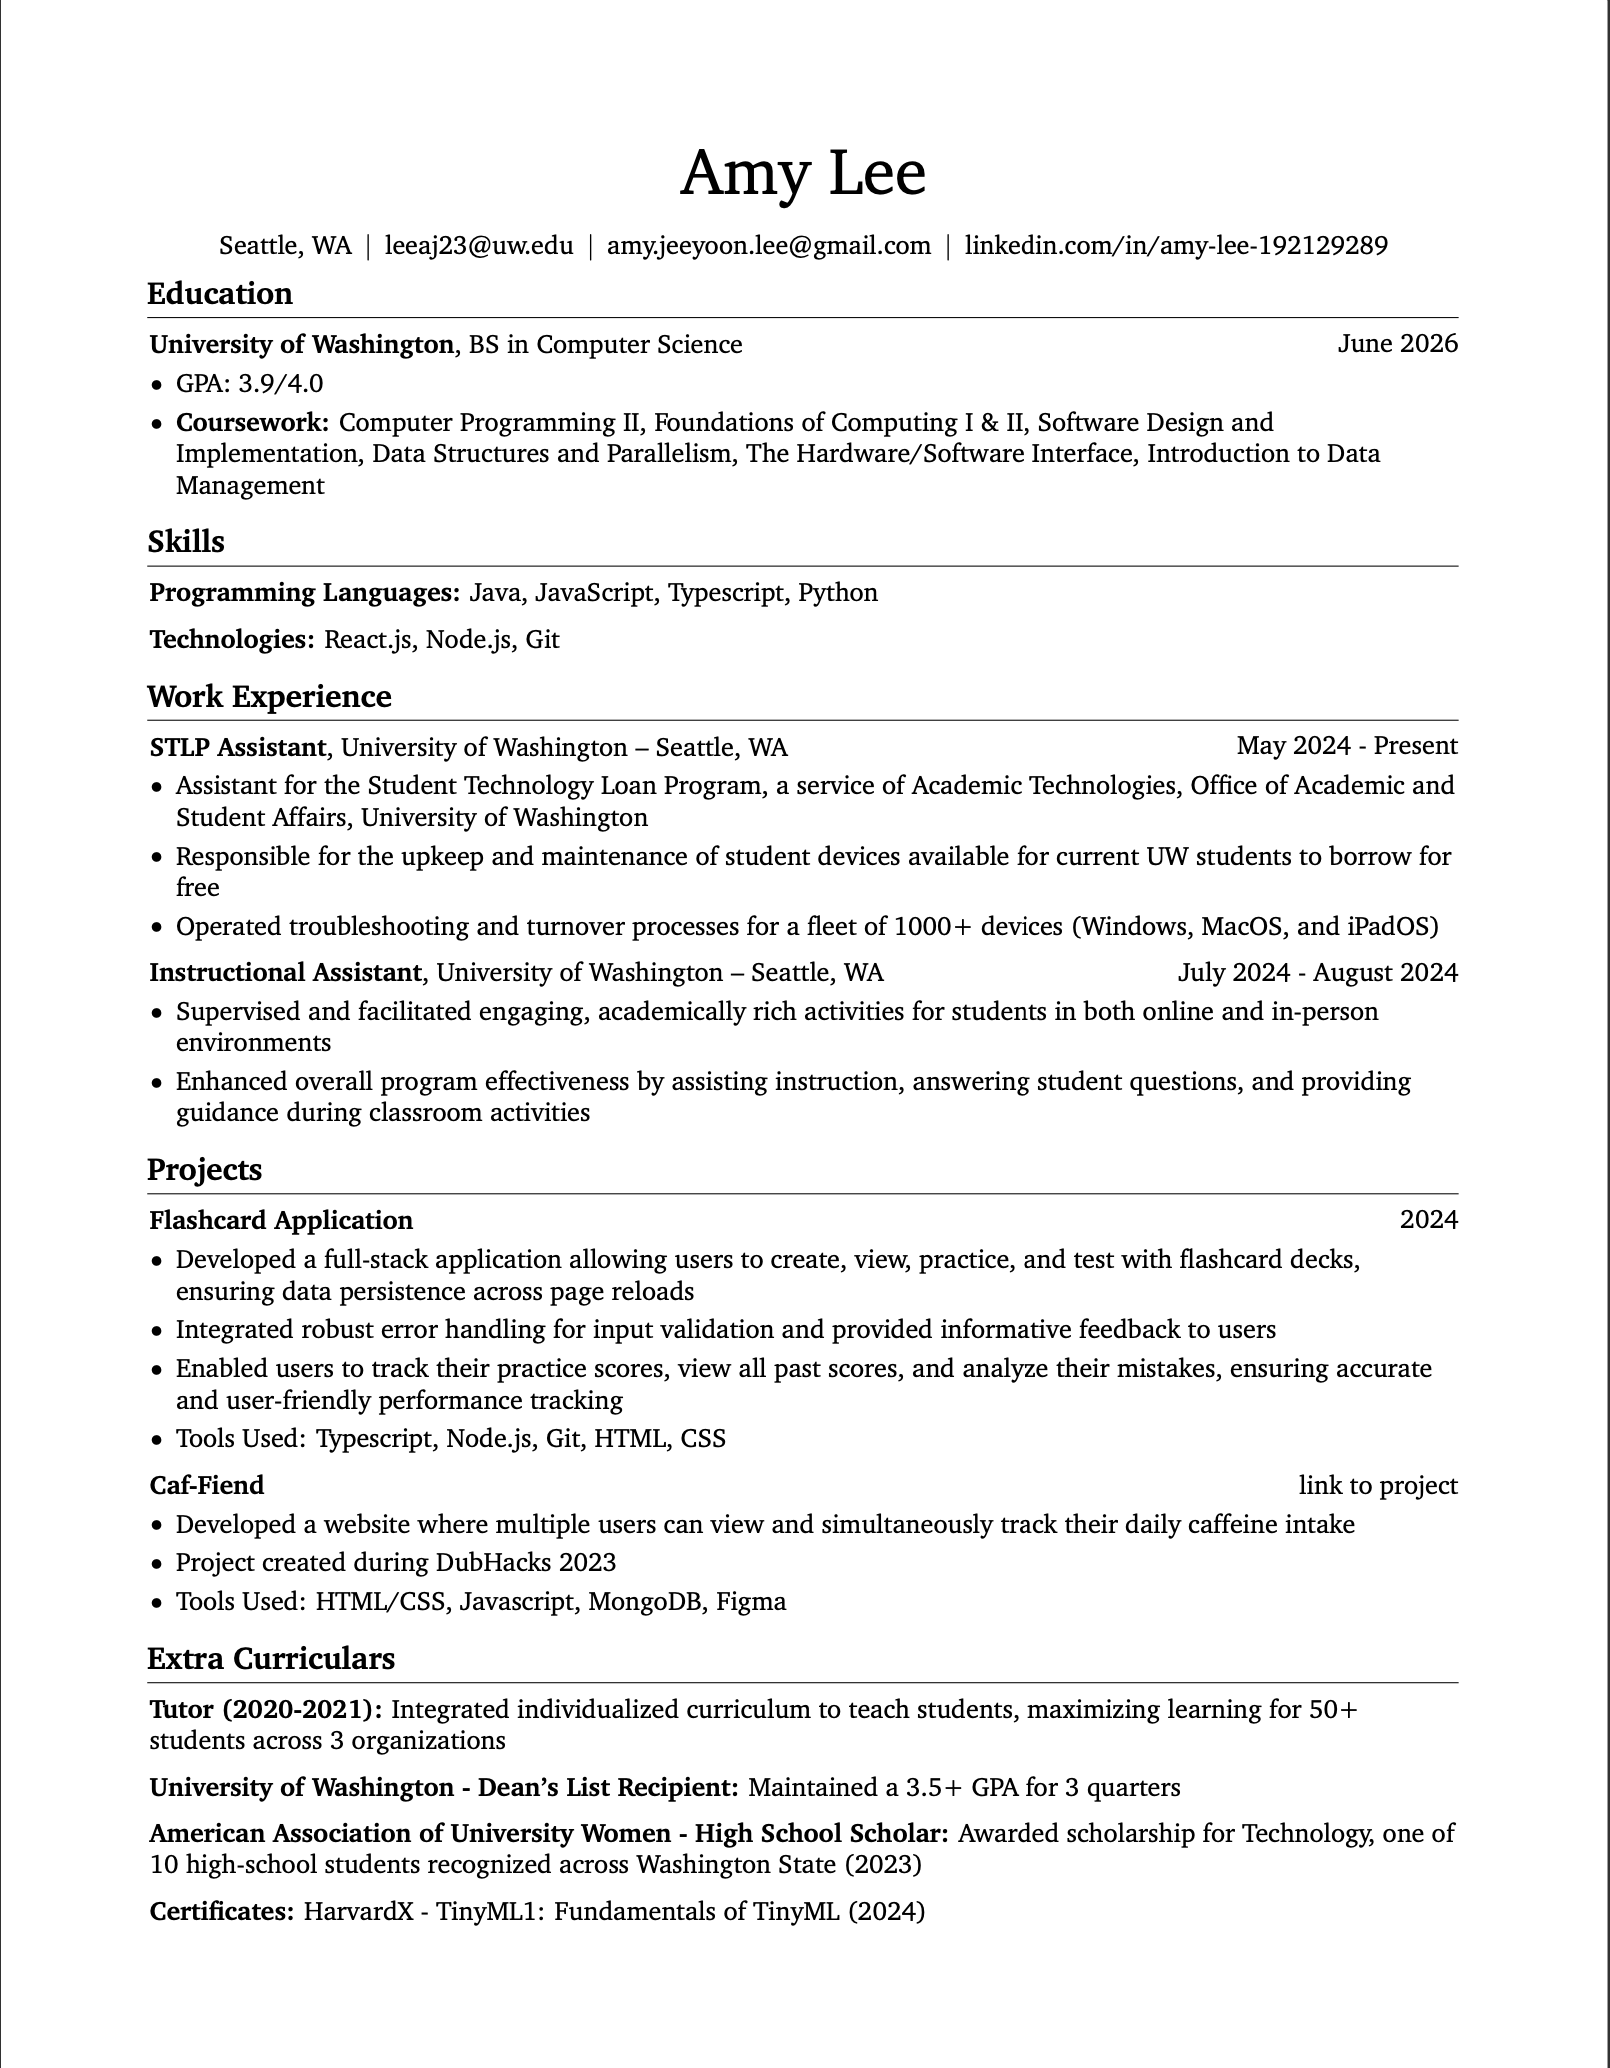 Amy Lee
Seattle, WA | leeaj23@uw.edu | amy.jeeyoon.lee@gmail.com | linkedin.com/in/amy-lee-192129289
Education
University of Washington, BS in Computer Science June 2026
• GPA: 3.9/4.0
• Coursework: Computer Programming II, Foundations of Computing I & II, Software Design and
Implementation, Data Structures and Parallelism, The Hardware/Software Interface, Introduction to Data
Management
Skills
Programming Languages: Java, JavaScript, Typescript, Python
Technologies: React.js, Node.js, Git
Work Experience
STLP Assistant, University of Washington – Seattle, WA May 2024 - Present
• Assistant for the Student Technology Loan Program, a service of Academic Technologies, Office of Academic and
Student Affairs, University of Washington
• Responsible for the upkeep and maintenance of student devices available for current UW students to borrow for
free
• Operated troubleshooting and turnover processes for a fleet of 1000+ devices (Windows, MacOS, and iPadOS)
Instructional Assistant, University of Washington – Seattle, WA July 2024 - August 2024
• Supervised and facilitated engaging, academically rich activities for students in both online and in-person
environments
• Enhanced overall program effectiveness by assisting instruction, answering student questions, and providing
guidance during classroom activities
Projects
Flashcard Application 2024
• Developed a full-stack application allowing users to create, view, practice, and test with flashcard decks,
ensuring data persistence across page reloads
• Integrated robust error handling for input validation and provided informative feedback to users
• Enabled users to track their practice scores, view all past scores, and analyze their mistakes, ensuring accurate
and user-friendly performance tracking
• Tools Used: Typescript, Node.js, Git, HTML, CSS
Caf-Fiend link to project
• Developed a website where multiple users can view and simultaneously track their daily caffeine intake
• Project created during DubHacks 2023
• Tools Used: HTML/CSS, Javascript, MongoDB, Figma
Extra Curriculars
Tutor (2020-2021): Integrated individualized curriculum to teach students, maximizing learning for 50+
students across 3 organizations
University of Washington - Dean's List Recipient: Maintained a 3.5+ GPA for 3 quarters
American Association of University Women - High School Scholar: Awarded scholarship for Technology, one of
10 high-school students recognized across Washington State (2023)
Certificates: HarvardX - TinyML1: Fundamentals of TinyML (2024)